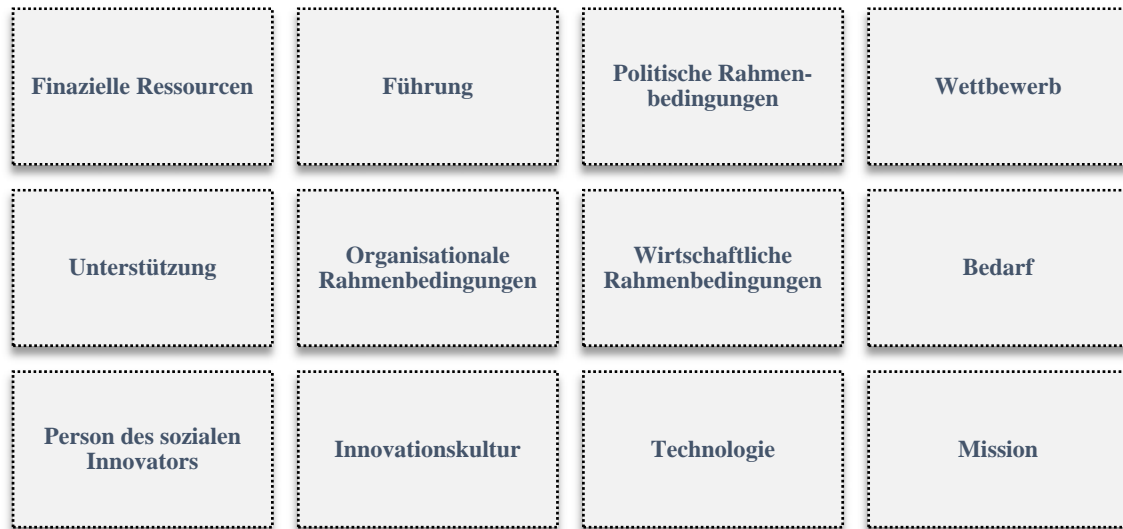 Finazielle Ressourcen
Führung
Politische Rahmen-
bedingungen
Wettbewerb
Unterstützung
Organisationale
Rahmenbedingungen
Wirtschaftliche
Rahmenbedingungen
Bedarf
Person des sozialen
Innovators
Innovationskultur
Technologie
Mission